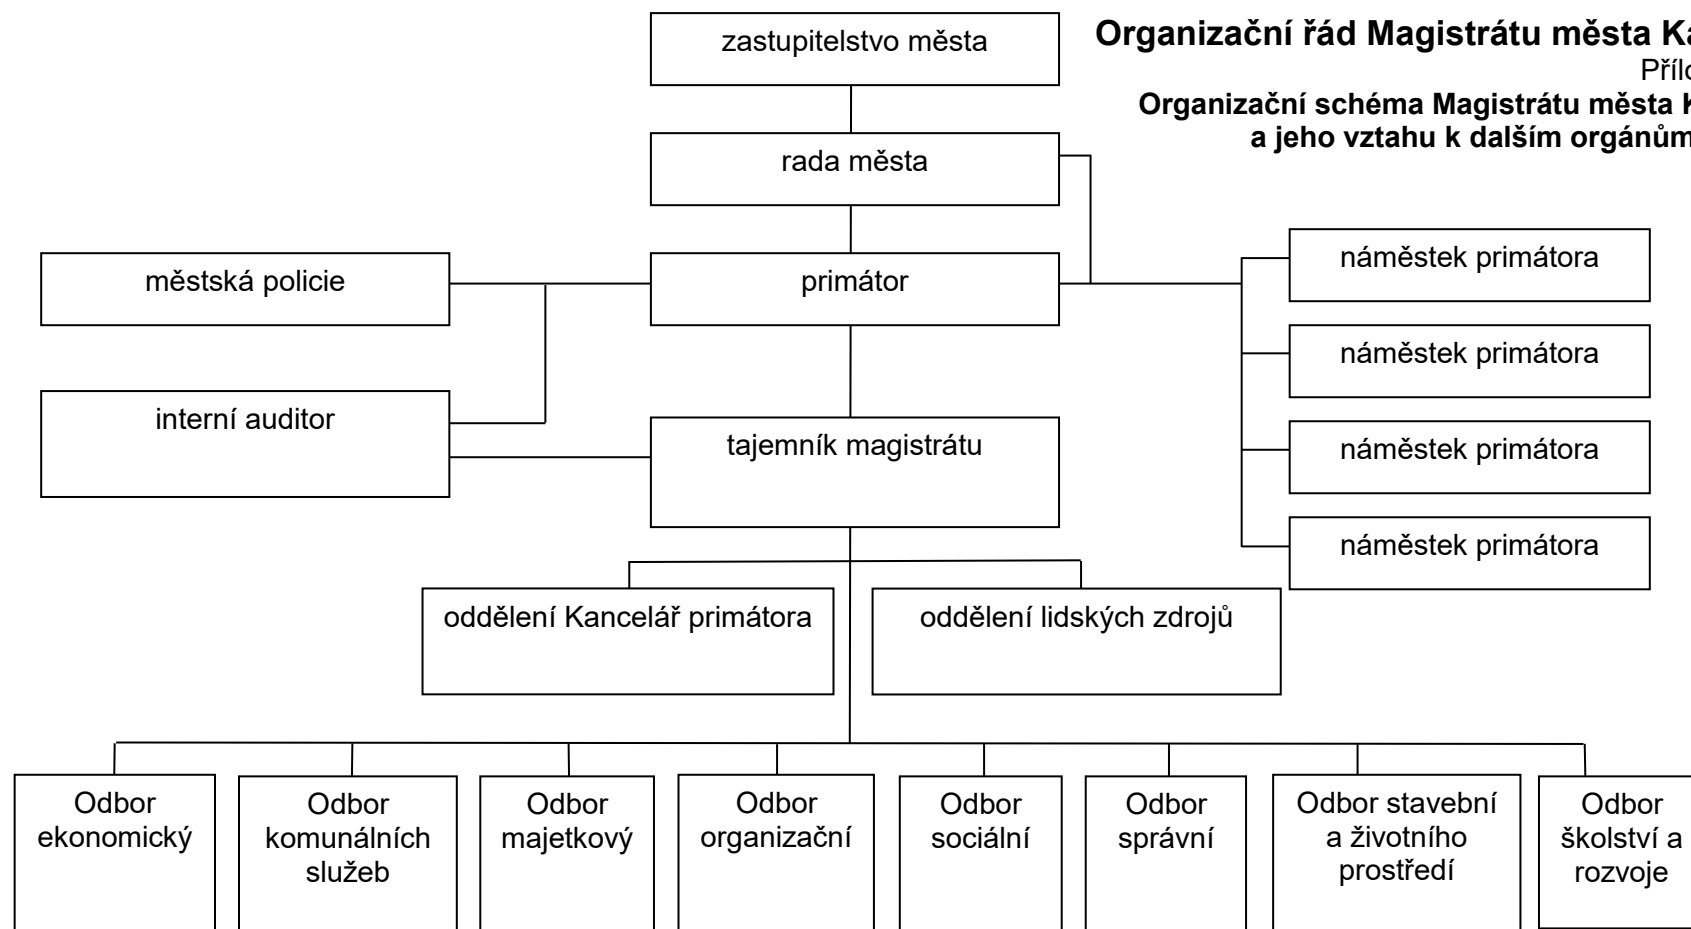 Organizační řád Magistrátu města
Organizační schéma Magistrátu města
a jeho vztahu k dalším orgánům
zastupitelstvo města
rada města
městská policie
primátor
náměstek primátora
náměstek primátora
interní auditor
tajemník magistrátu
náměstek primátora
náměstek primátora
oddělení Kancelář primátora
oddělení lidských zdrojů
Odbor
ekonomický
Odbor
komunálních
služeb
Odbor
majetkový
Odbor
organizační
Odbor
sociální
Odbor
správní
Odbor stavební
a životního
prostředí
Odbor
školství a
rozvoje